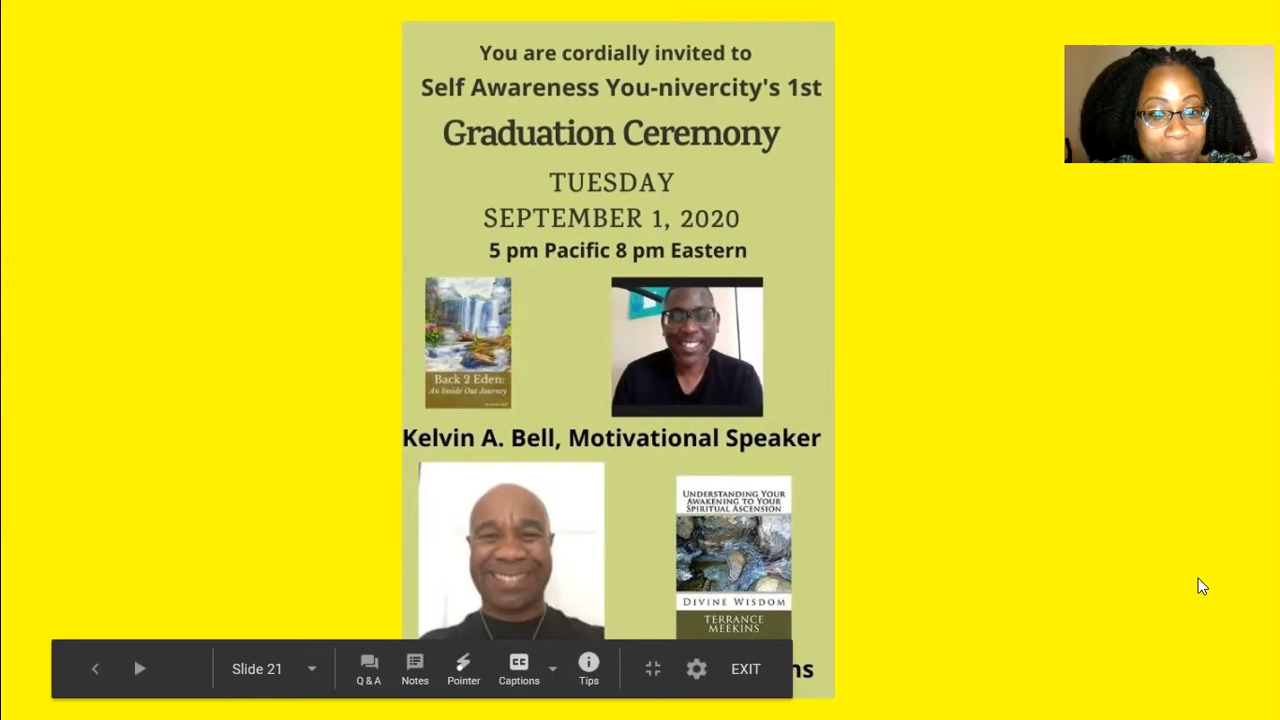 You are cordially invited to
Self Awareness You-nivercity's 1st
Graduation Ceremony
TUESDAY
SEPTEMBER 1, 2020
5 pm Pacific 8 pm Eastern
Back 2 Eden:
An Inside Out Journey
Kelvin A. Bell, Motivational Speaker
UNDERSTANDING YOUR
AWAKENING TO YOUR
SPIRITUAL ASCENSION
DIVINE WISDOM
TERRANCE
MEEKINS
ns
Slide 21
Q & A
Notes
Pointer
CC
Captions
Tips
EXIT